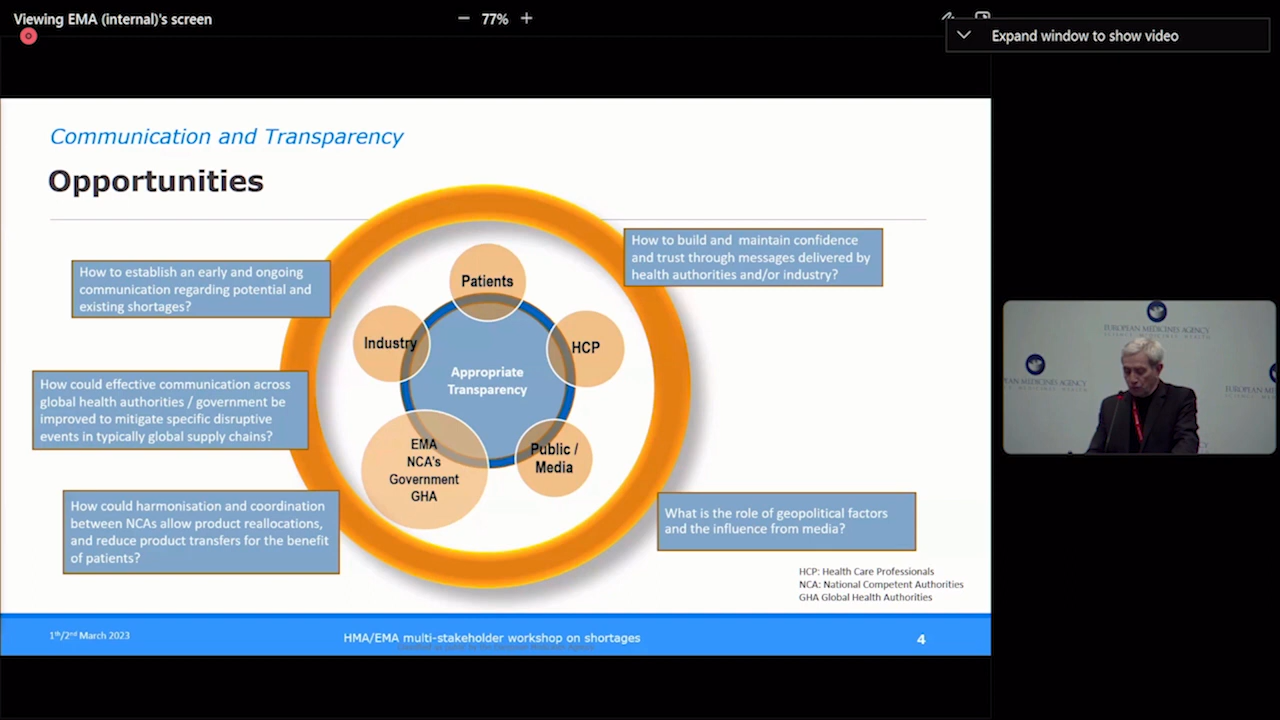 Viewing EMA (internal)'s screen
77%
Expand window to show video
Communication and Transparency
Opportunities
How to establish an early and ongoing
communication regarding potential and
existing shortages?
How could effective communication across
global health authorities / government be
improved to mitigate specific disruptive
events in typically global supply chains?
How could harmonisation and coordination
between NCAs allow product reallocations,
and reduce product transfers for the benefit
of patients?
Patients
Industry
HCP
Appropriate
Transparency
EMA
NCA's
Government
GHA
Public /
Media
How to build and maintain confidence
and trust through messages delivered by
health authorities and/or industry?
What is the role of geopolitical factors
and the influence from media?
HCP: Health Care Professionals
NCA: National Competent Authorities
GHA Global Health Authorities
1th/2nd March 2023
HMA/EMA multi-stakeholder workshop on shortages
4
EUROPEAN MEDICINES AGENCY
SCIENCE MEDICINES HEALTH
MEDICINES AGENCY
EUROPEAN MED